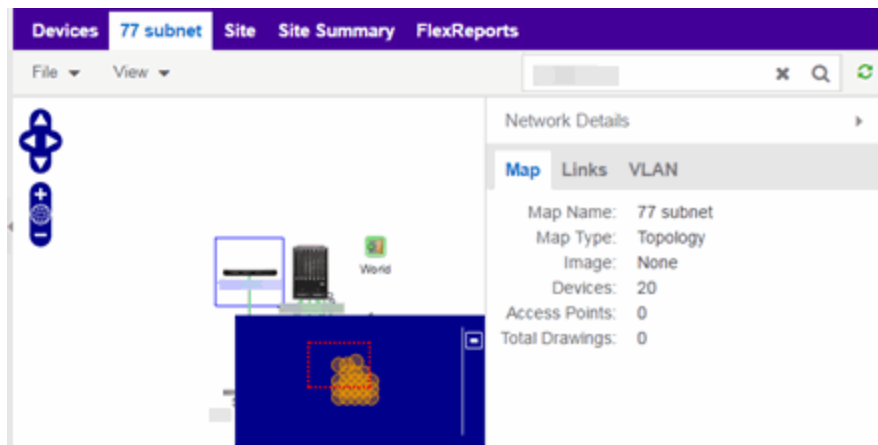 Devices 77 subnet Site Site Summary FlexReports
File View
Network Details
Map Links VLAN
Map Name: 77 subnet
Map Type: Topology
Image: None
Devices: 20
Access Points: 0
Total Drawings: 0
World